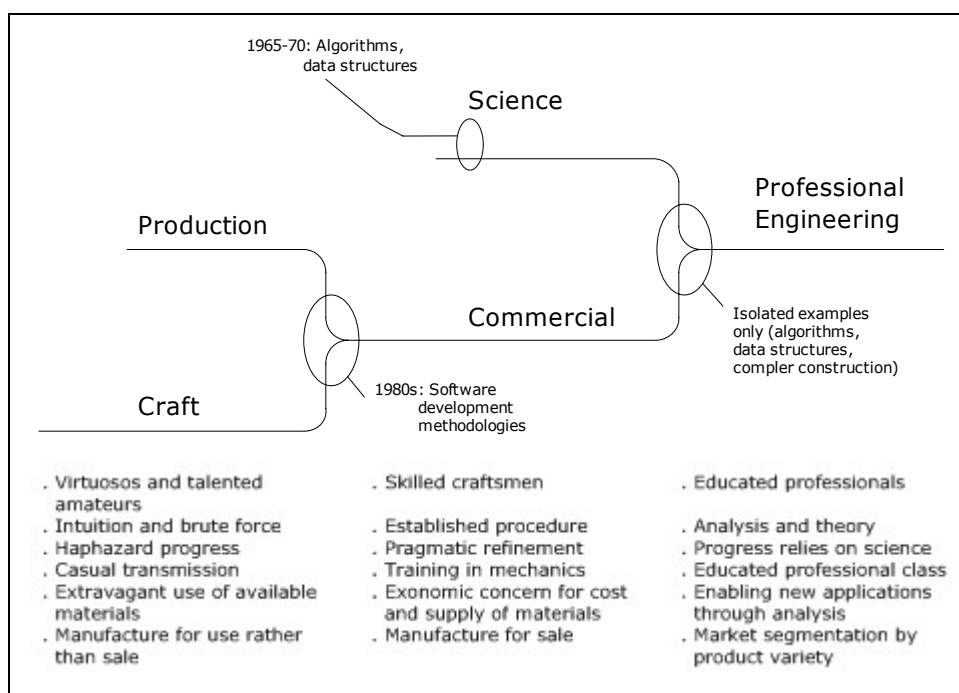 1965-70: Algorithms,
data structures
Science
Professional
Engineering
Production
Commercial
Isolated examples
only (algorithms,
data structures,
compler construction)
1980s: Software
development
methodologies
Craft
. Virtuosos and talented
amateurs
. Intuition and brute force
. Haphazard progress
. Casual transmission
. Extravagant use of available
materials
. Manufacture for use rather
than sale
. Skilled craftsmen
. Established procedure
. Pragmatic refinement
. Training in mechanics
. Exonomic concern for cost
and supply of materials
. Manufacture for sale
. Educated professionals
. Analysis and theory
. Progress relies on science
. Educated professional class
. Enabling new applications
through analysis
. Market segmentation by
product variety